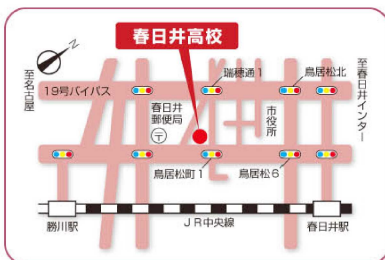 春日井高校
N
至名古屋
19号バイパス
瑞穂通1
鳥居松北
至春日井インター
春日井
郵便局
〒
市役所
鳥居松町1
鳥居松6
勝川駅
JR中央線
春日井駅